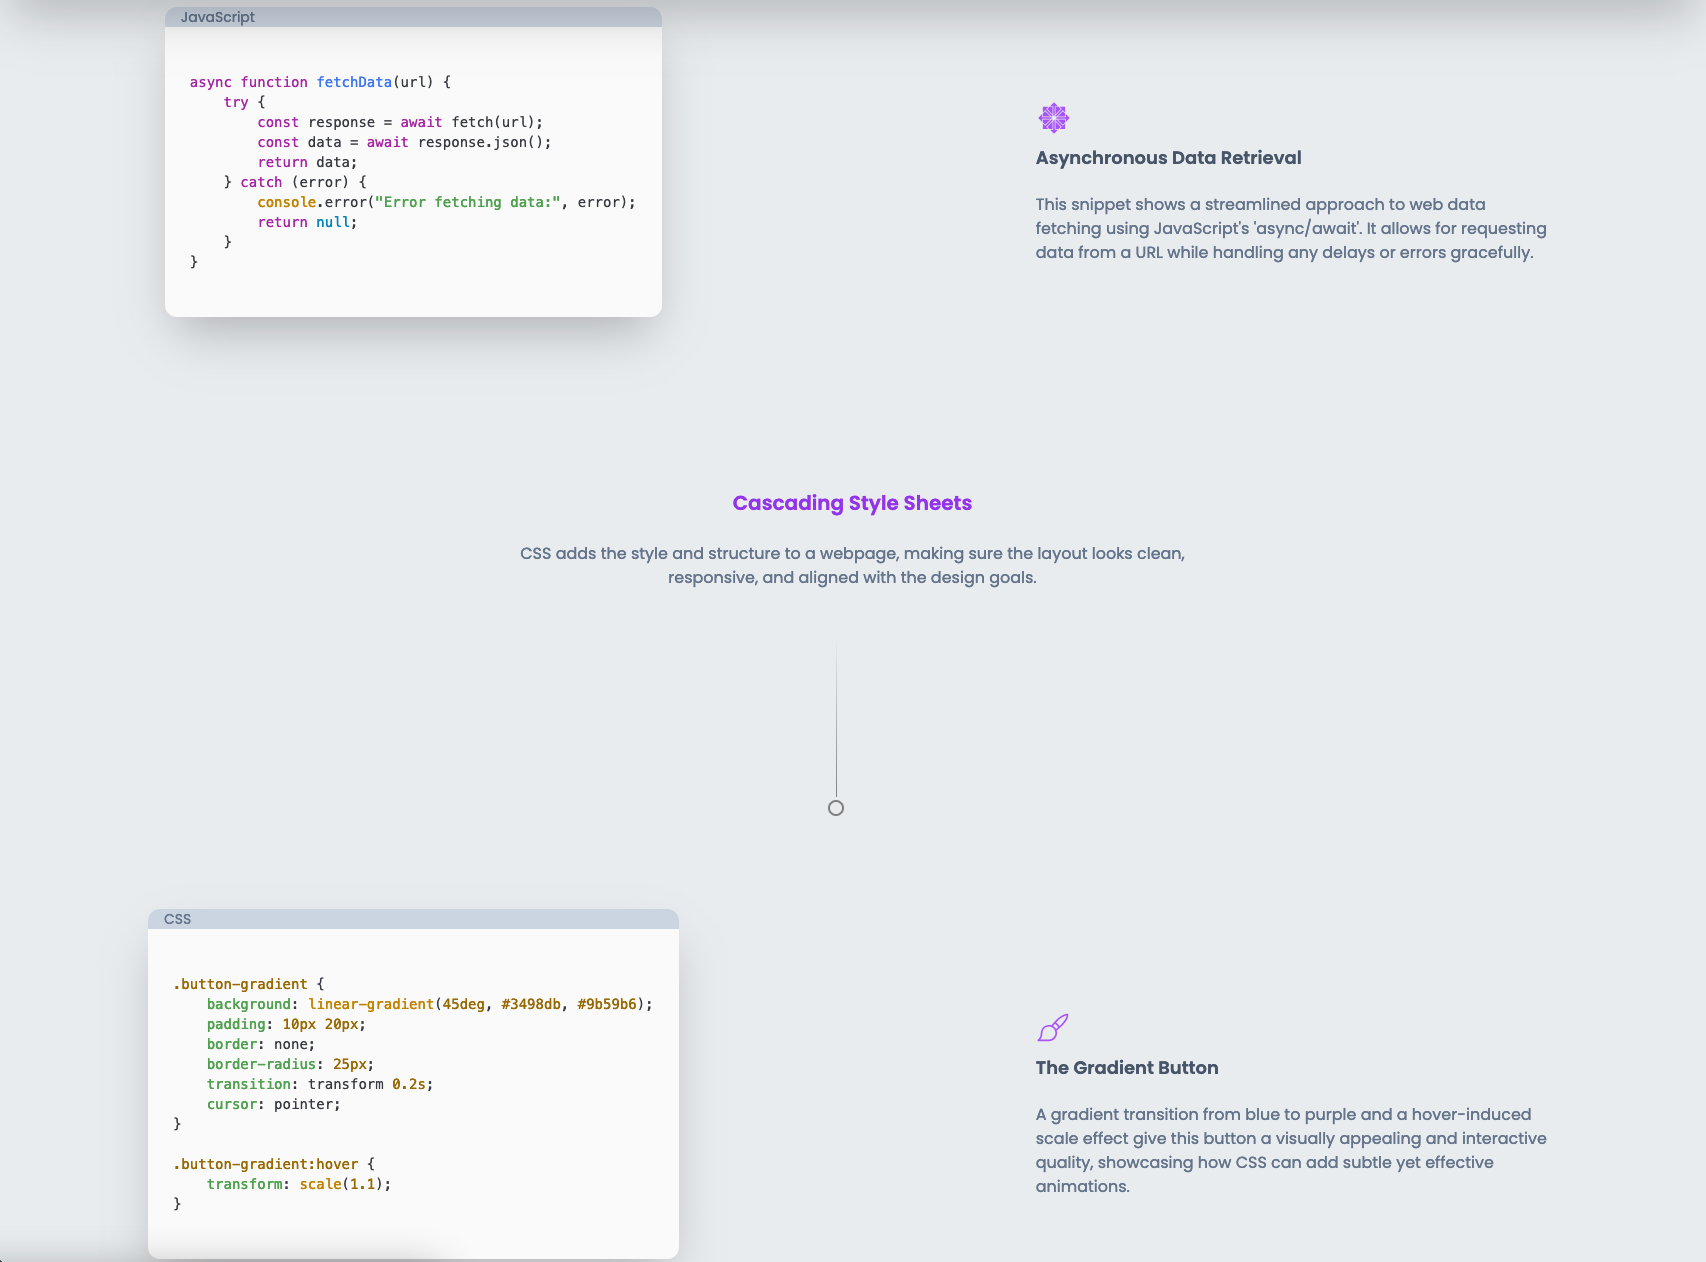 JavaScript
async function fetchData(url) {
    try {
        const response = await fetch(url);
        const data = await response.json();
        return data;
    } catch (error) {
        console.error("Error fetching data:", error);
        return null;
    }
}
Asynchronous Data Retrieval
This snippet shows a streamlined approach to web data
fetching using JavaScript's 'async/await'. It allows for requesting
data from a URL while handling any delays or errors gracefully.
Cascading Style Sheets
CSS adds the style and structure to a webpage, making sure the layout looks clean,
responsive, and aligned with the design goals.
CSS
.button-gradient {
    background: linear-gradient(45deg, #3498db, #9b59b6);
    padding: 10px 20px;
    border: none;
    border-radius: 25px;
    transition: transform 0.2s;
    cursor: pointer;
}
.button-gradient:hover {
    transform: scale(1.1);
}
The Gradient Button
A gradient transition from blue to purple and a hover-induced
scale effect give this button a visually appealing and interactive
quality, showcasing how CSS can add subtle yet effective
animations.